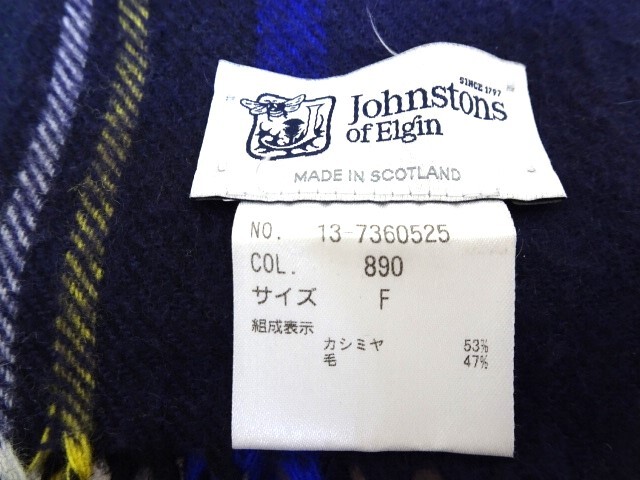 SINCE 1797
Johnstons
of Elgin
MADE IN SCOTLAND
NO. 13-7360525
COL. 890
サイズ F
組成表示
カシミヤ 53%
毛 47%